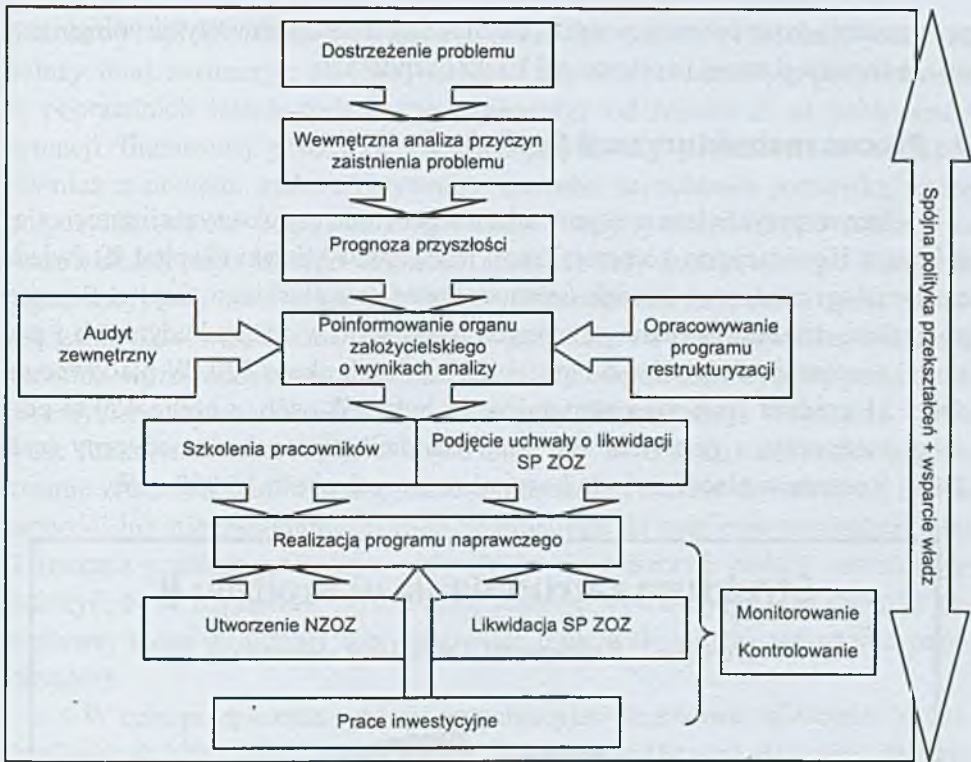 Dostrzeżenie problemu
Wewnętrzna analiza przyczyn
zaistnienia problemu
Prognoza przyszłości
Audyt
zewnętrzny
Poinformowanie organu
założycielskiego
o wynikach analizy
Opracowywanie
programu
restrukturyzacji
Szkolenia pracowników
Podjęcie uchwały o likwidacji
SP ZOZ
Realizacja programu naprawczego
Utworzenie NZOZ
Likwidacja SP ZOZ
Monitorowanie
Kontrolowanie
Prace inwestycyjne
Spójna polityka przekształceń + wsparcie władz